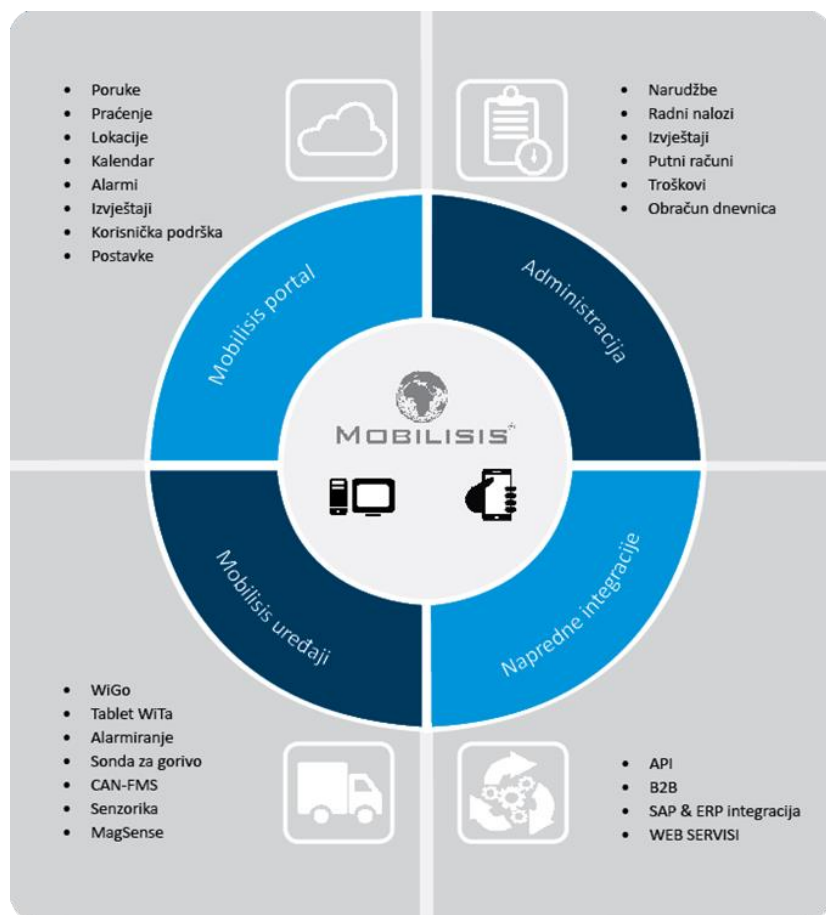 • Poruke
• Praćenje
• Lokacije
• Kalendar
• Alarmi
• Izvještaji
• Korisnička podrška
• Postavke
• Narudžbe
• Radni nalozi
• Izvještaji
• Putni računi
• Troškovi
• Obračun dnevnica
Mobilisis portal
Administracija
MOBILISIS
Mobilisis uređaji
Napredne integracije
• WiGo
• Tablet WiTa
• Alarmiranje
• Sonda za gorivo
• CAN-FMS
• Senzorika
• MagSense
• API
• B2B
• SAP & ERP integracija
• WEB SERVISI